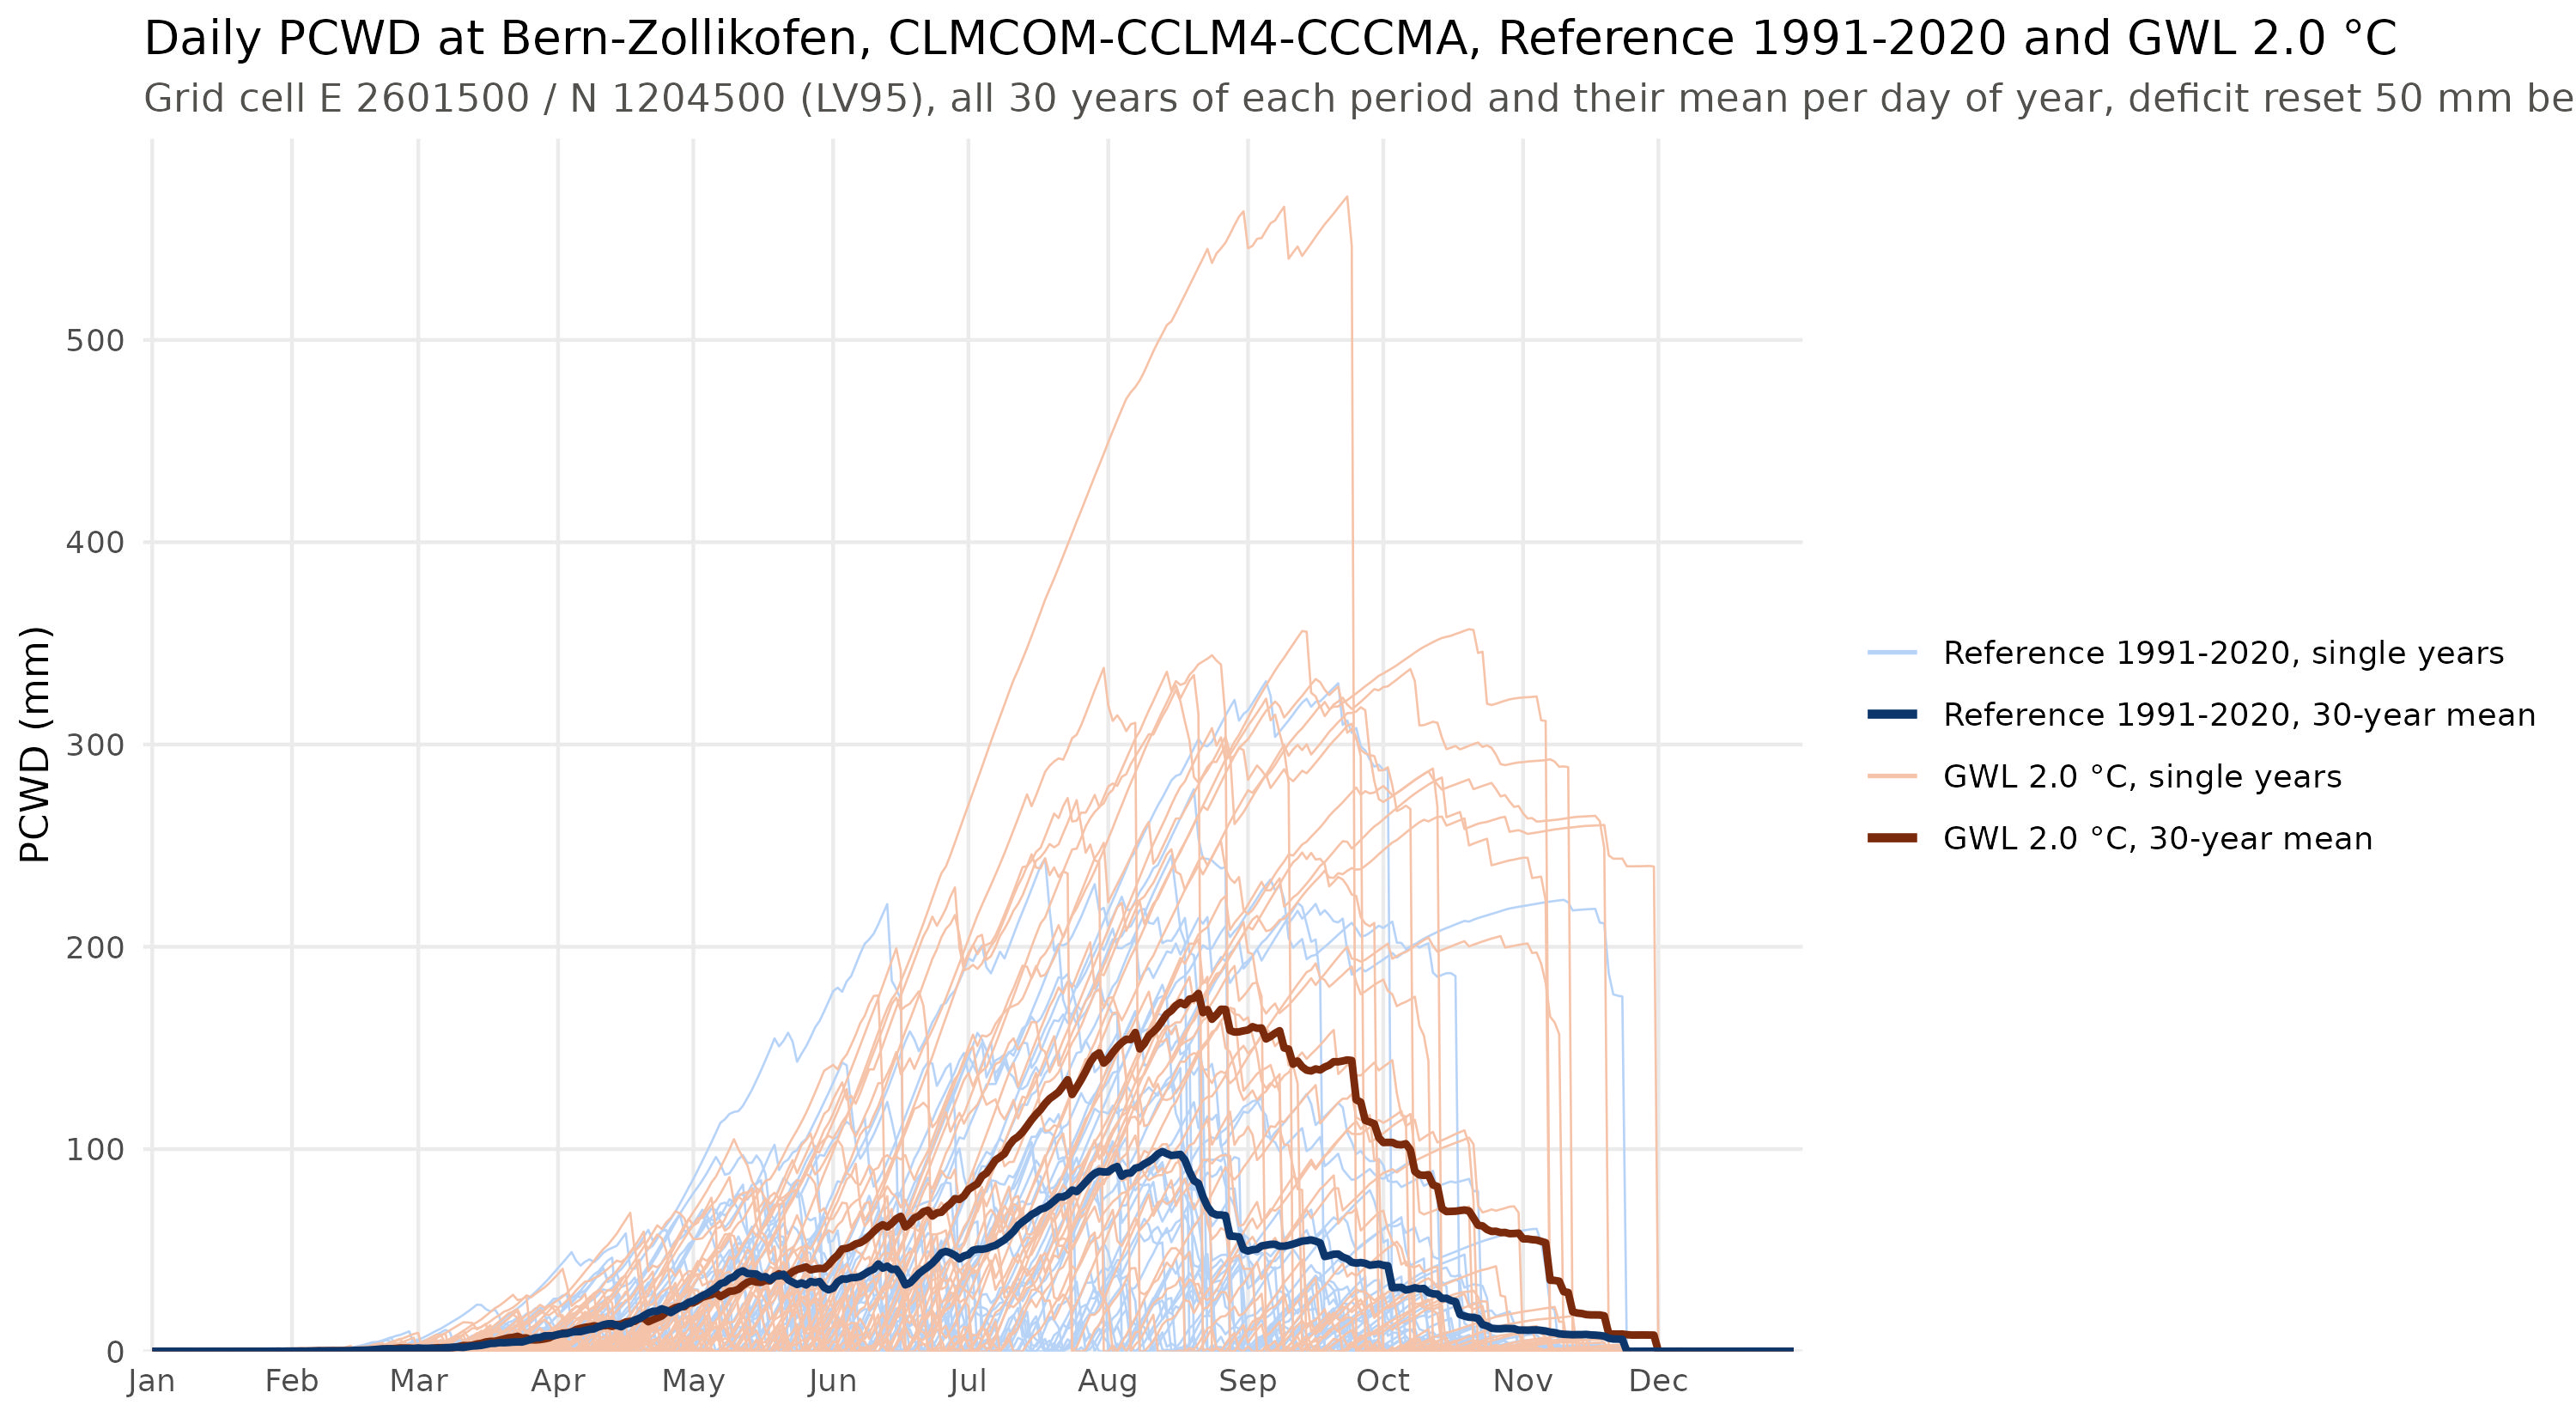 Daily PCWD at Bern-Zollikofen, CLMCOM-CCLM4-CCCMA, Reference 1991-2020 and GWL 2.0 °C
Grid cell E 2601500 / N 1204500 (LV95), all 30 years of each period and their mean per day of year, deficit reset 50 mm be
PCWD (mm)
500
400
300
200
100
0
Jan Feb Mar Apr May Jun Jul Aug Sep Oct Nov Dec
Reference 1991-2020, single years
Reference 1991-2020, 30-year mean
GWL 2.0 °C, single years
GWL 2.0 °C, 30-year mean